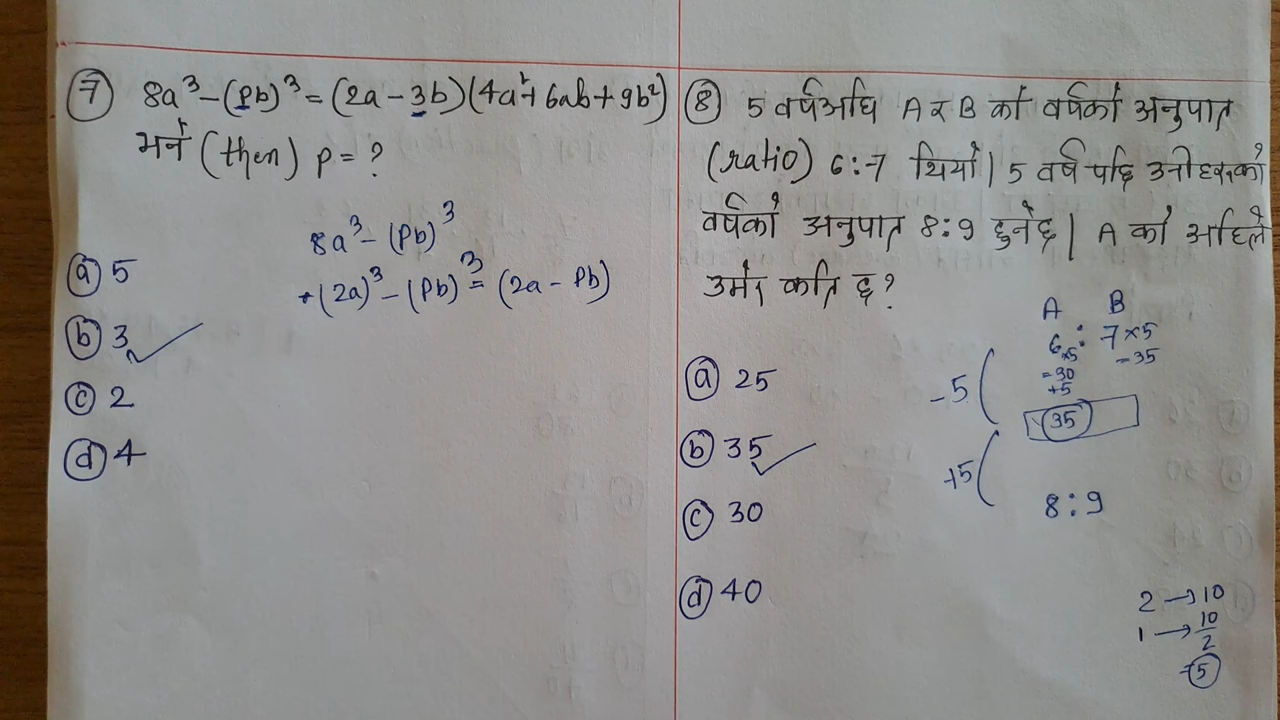 ⑦ 8a³-(Pb)³=(2a-3b)(4a²+6ab+9b²)
भने (then) P=?
8a³-(Pb)³
+(2a)³-(Pb)³=(2a-Pb)
ⓐ 5
ⓑ 3 ✓
ⓒ 2
ⓓ 4
⑧ 5 वर्षअघि A र B को वर्षको अनुपात
(ratio) 6:7 थियो। 5 वर्ष पछि उनीहरुको
वर्षको अनुपात 8:9 हुनेछ। A को अहिले
उमेर कति छ?
A B
6 : 7×5
×5 =35
=30
+5
-5
35
+5
8:9
ⓐ 25
ⓑ 35 ✓
ⓒ 30
ⓓ 40
2→10
1→10/2
=5